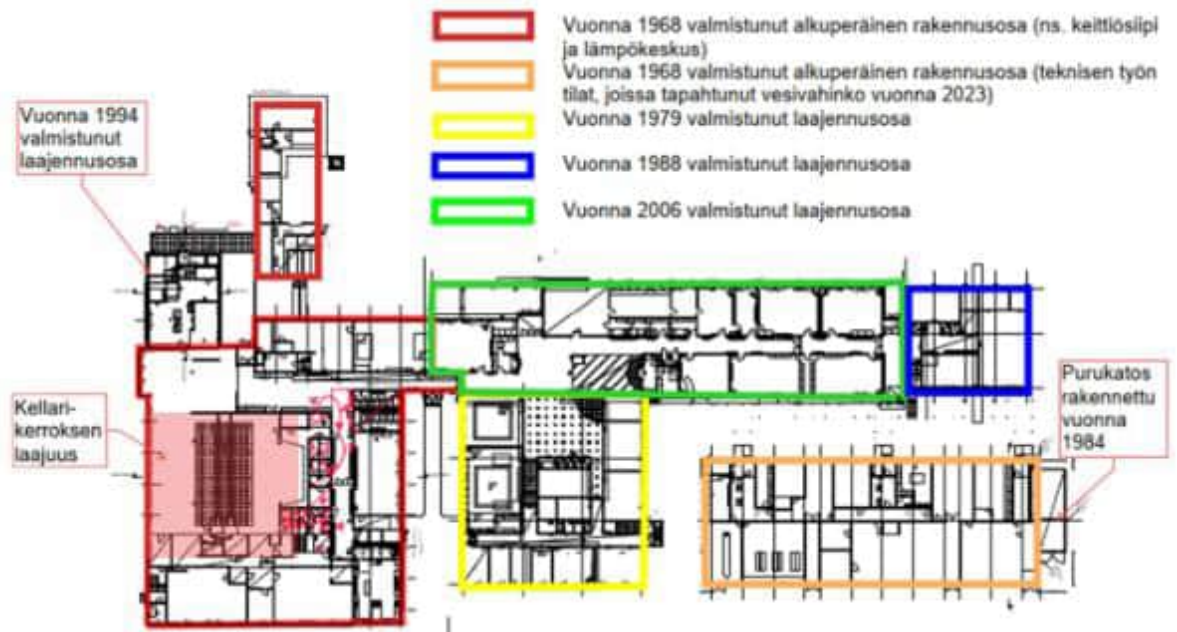 Vuonna 1968 valmistunut alkuperäinen rakennusosa (ns. keittiösiipi
ja lämpökeskus)
Vuonna 1968 valmistunut alkuperäinen rakennusosa (teknisen työn
tilat, joissa tapahtunut vesivahinko vuonna 2023)
Vuonna 1979 valmistunut laajennusosa
Vuonna 1988 valmistunut laajennusosa
Vuonna 2006 valmistunut laajennusosa
Vuonna 1994
valmistunut
laajennusosa
Kellari-
kerroksen
laajuus
Purukatos
rakennettu
vuonna
1984